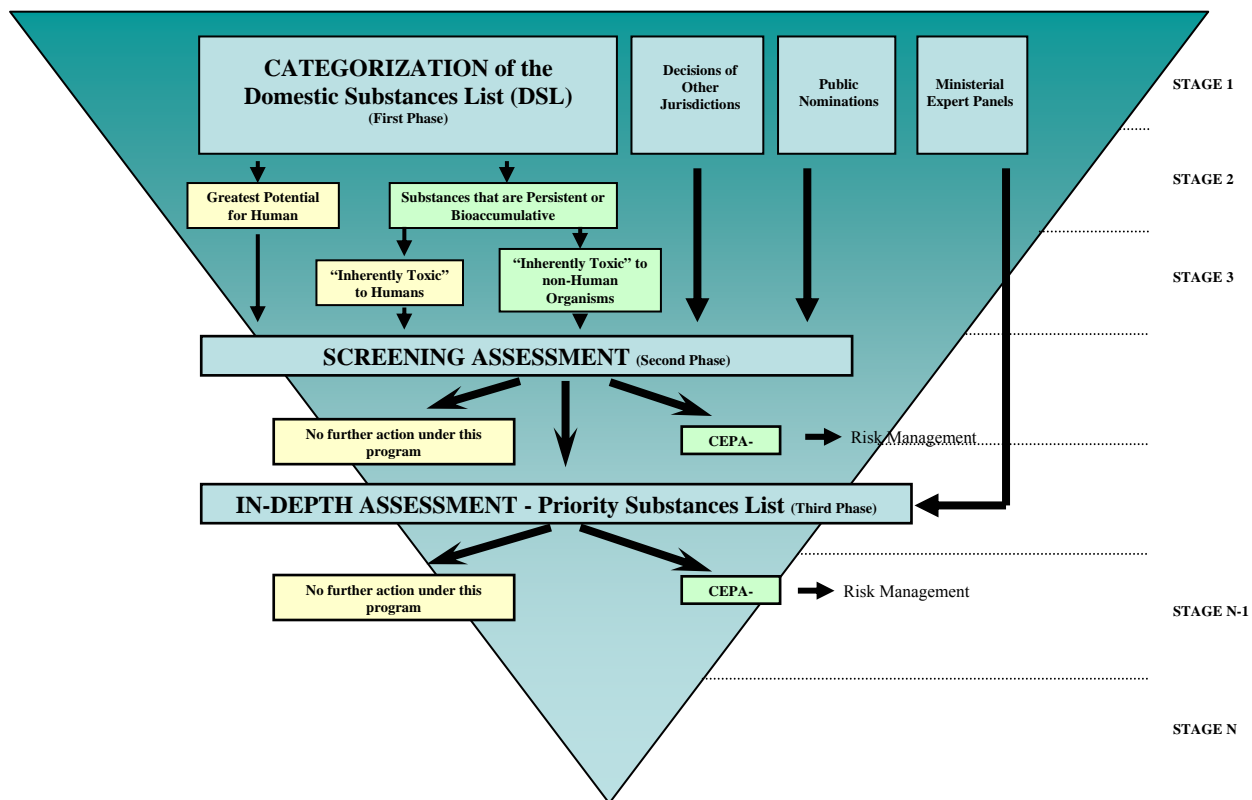 CATEGORIZATION of the
Domestic Substances List (DSL)
(First Phase)
Decisions of
Other
Jurisdictions
Public
Nominations
Ministerial
Expert Panels
STAGE 1
Greatest Potential
for Human
Substances that are Persistent or
Bioaccumulative
STAGE 2
“Inherently Toxic”
to Humans
“Inherently Toxic” to
non-Human
Organisms
STAGE 3
SCREENING ASSESSMENT (Second Phase)
No further action under this
program
CEPA-
Risk Management
IN-DEPTH ASSESSMENT - Priority Substances List (Third Phase)
No further action under this
program
CEPA-
Risk Management
STAGE N-1
STAGE N